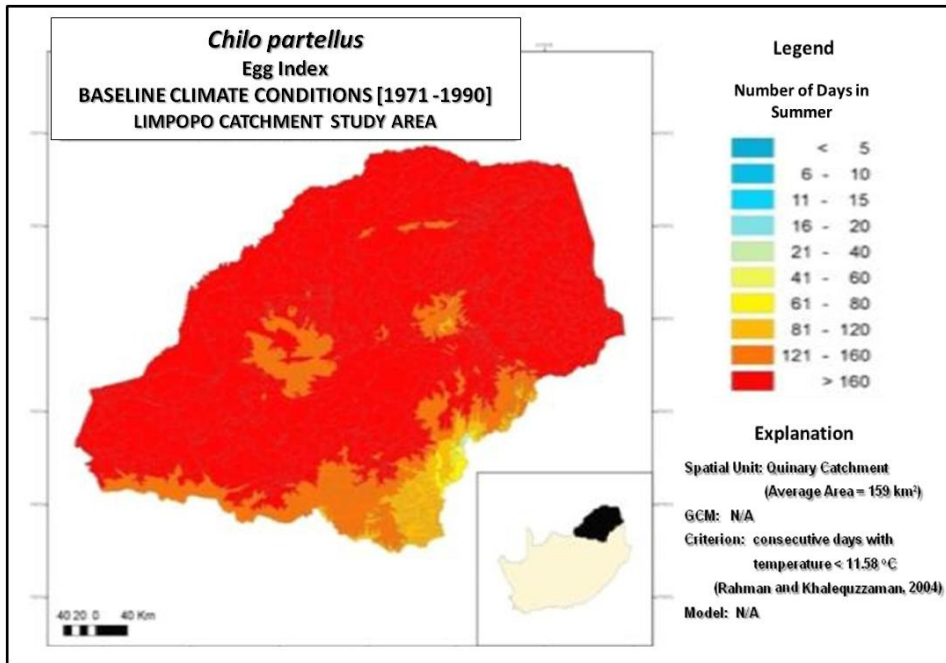 Chilo partellus
Egg Index
BASELINE CLIMATE CONDITIONS [1971 -1990]
LIMPOPO CATCHMENT STUDY AREA
Legend
Number of Days in
Summer
< 5
6 - 10
11 - 15
16 - 20
21 - 40
41 - 60
61 - 80
81 - 120
121 - 160
> 160
Explanation
Spatial Unit: Quinary Catchment
(Average Area = 159 km²)
GCM: N/A
Criterion: consecutive days with
temperature < 11.58 °C
(Rahman and Khalequzzaman, 2004)
Model: N/A
40 20 0 40 Km